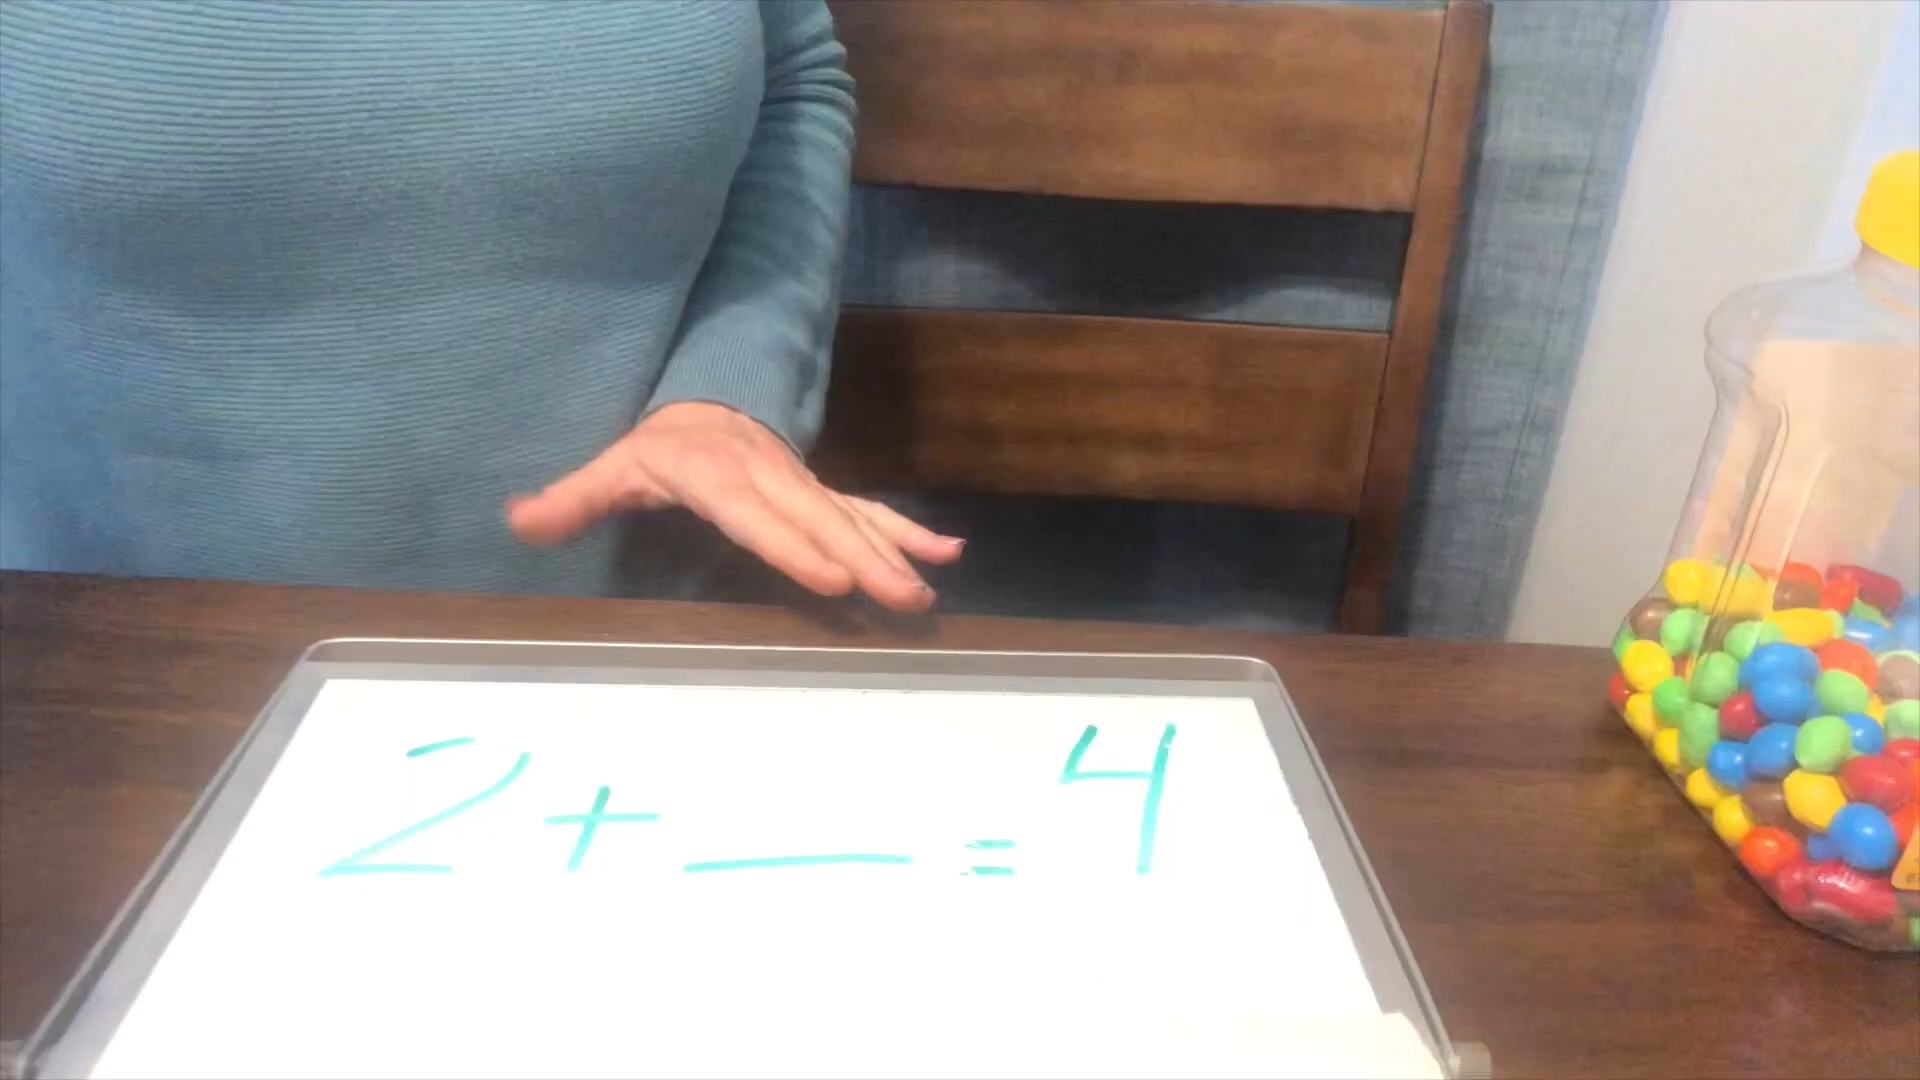 2 + ___ = 4